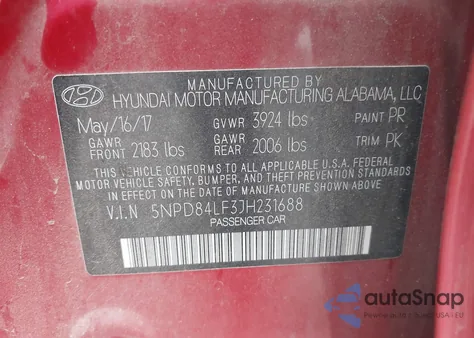 MANUFACTURED BY
HYUNDAI MOTOR MANUFACTURING ALABAMA, LLC
May/16/17 GVWR 3924 lbs PAINT PR
GAWR FRONT 2183 lbs GAWR REAR 2006 lbs TRIM PK
THIS VEHICLE CONFORMS TO ALL APPLICABLE U.S.A. FEDERAL
MOTOR VEHICLE SAFETY, BUMPER, AND THEFT PREVENTION STANDARDS
IN EFFECT ON THE DATE OF MANUFACTURE SHOWN ABOVE.
V.I.N 5NPD84LF3JH231688
PASSENGER CAR
autoSnap